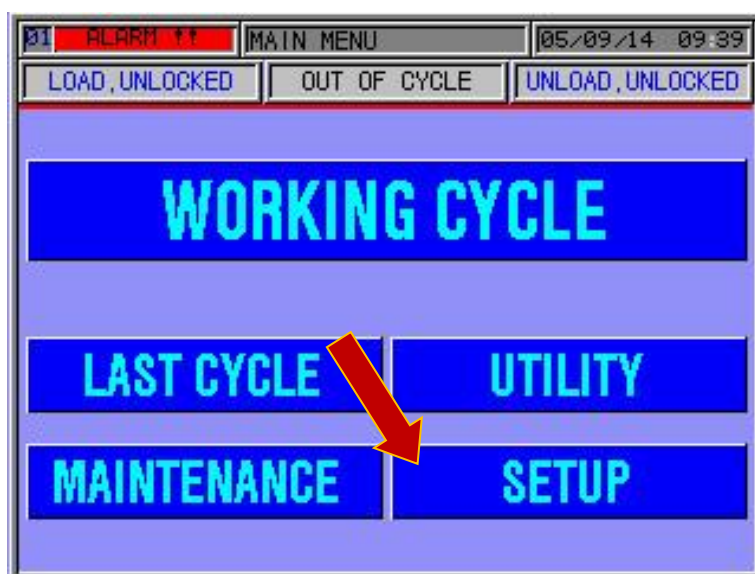 01 ALARM !! MAIN MENU 05/09/14 09:39
LOAD,UNLOCKED OUT OF CYCLE UNLOAD,UNLOCKED
WORKING CYCLE
LAST CYCLE UTILITY
MAINTENANCE SETUP